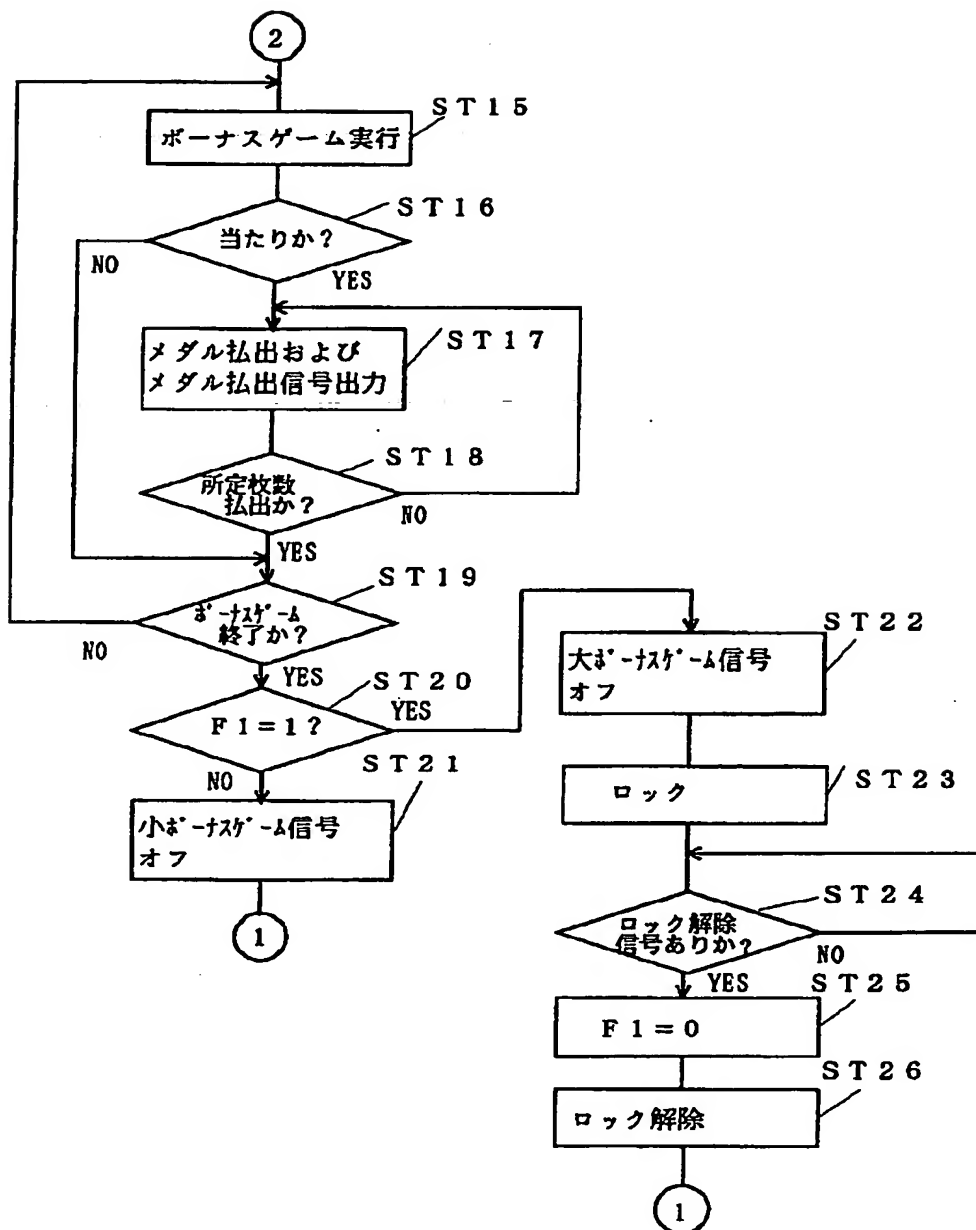 2
ST15
ボーナスゲーム実行
ST16
当たりか?
NO
YES
ST17
メダル払出および
メダル払出信号出力
ST18
所定枚数
払出か?
NO
YES
ST19
ボーナスゲーム
終了か?
NO
YES
ST20
F1=1?
YES
NO
ST21
小ボーナスゲーム信号
オフ
1
ST22
大ボーナスゲーム信号
オフ
ST23
ロック
ST24
ロック解除
信号ありか?
NO
YES
ST25
F1=0
ST26
ロック解除
1